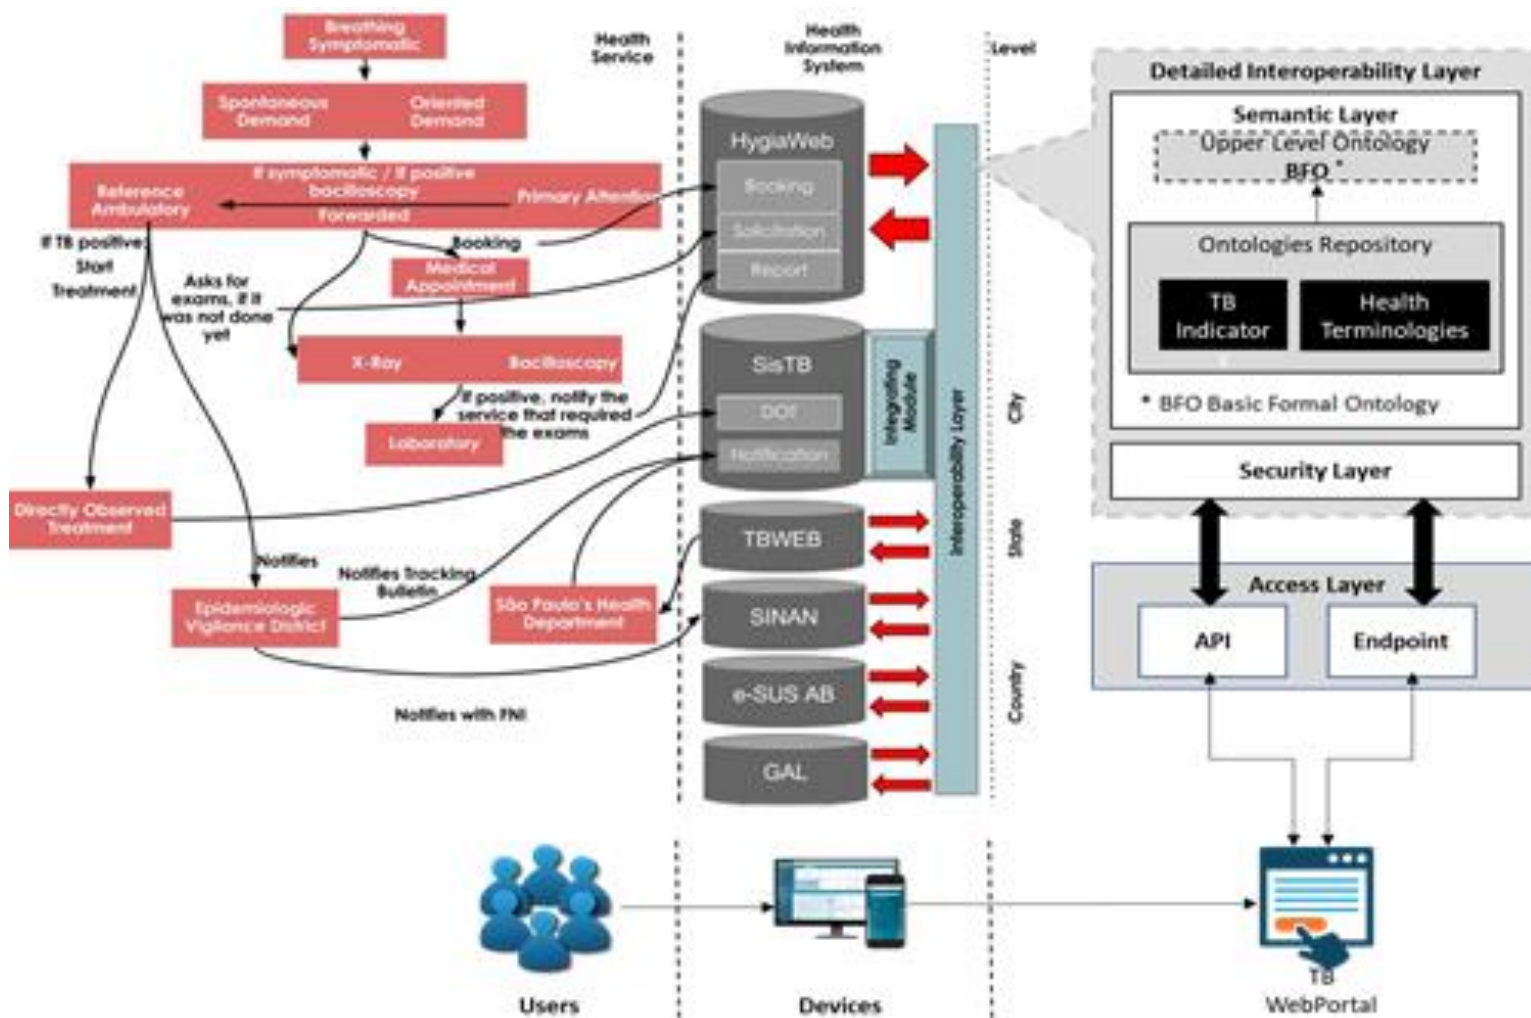 Breathing
Symptomatic
Spontaneous
Demand
Oriented
Demand
If symptomatic / If positive
bacilloscopy
Reference
Ambulatory
Primary Attention
Forwarded
If TB positive:
Start
Treatment
Booking
Medical
Appointment
Asks for
exams, if it
was not done
yet
X-Ray
Bacilloscopy
If positive, notify the
service that required
the exams
Laboratory
Directly Observed
Treatment
Notifies
Notifies Tracking
Bulletin
Epidemiologic
Vigilance District
São Paulo's Health
Department
Notifies with FNI
Health
Service
Health
Information
System
Level
HygiaWeb
Booking
Solicitation
Report
SisTB
DOT
Notification
Integrating
Module
Interoperability Layer
TBWEB
SINAN
e-SUS AB
GAL
City
State
Country
Detailed Interoperability Layer
Semantic Layer
Upper Level Ontology
BFO *
Ontologies Repository
TB
Indicator
Health
Terminologies
* BFO Basic Formal Ontology
Security Layer
Access Layer
API
Endpoint
Users
Devices
TB
WebPortal